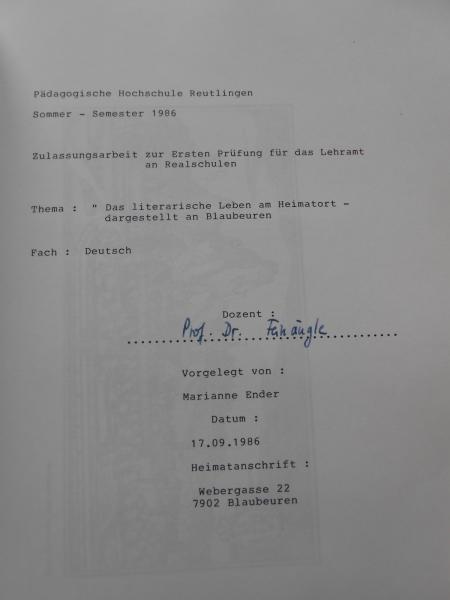 Pädagogische Hochschule Reutlingen
Sommer - Semester 1986
Zulassungsarbeit zur Ersten Prüfung für das Lehramt
an Realschulen
Thema : " Das literarische Leben am Heimatort -
dargestellt an Blaubeuren
Fach : Deutsch
Dozent :
Prof. Dr.
Vorgelegt von :
Marianne Ender
Datum :
17.09.1986
Heimatanschrift :
Webergasse 22
7902 Blaubeuren